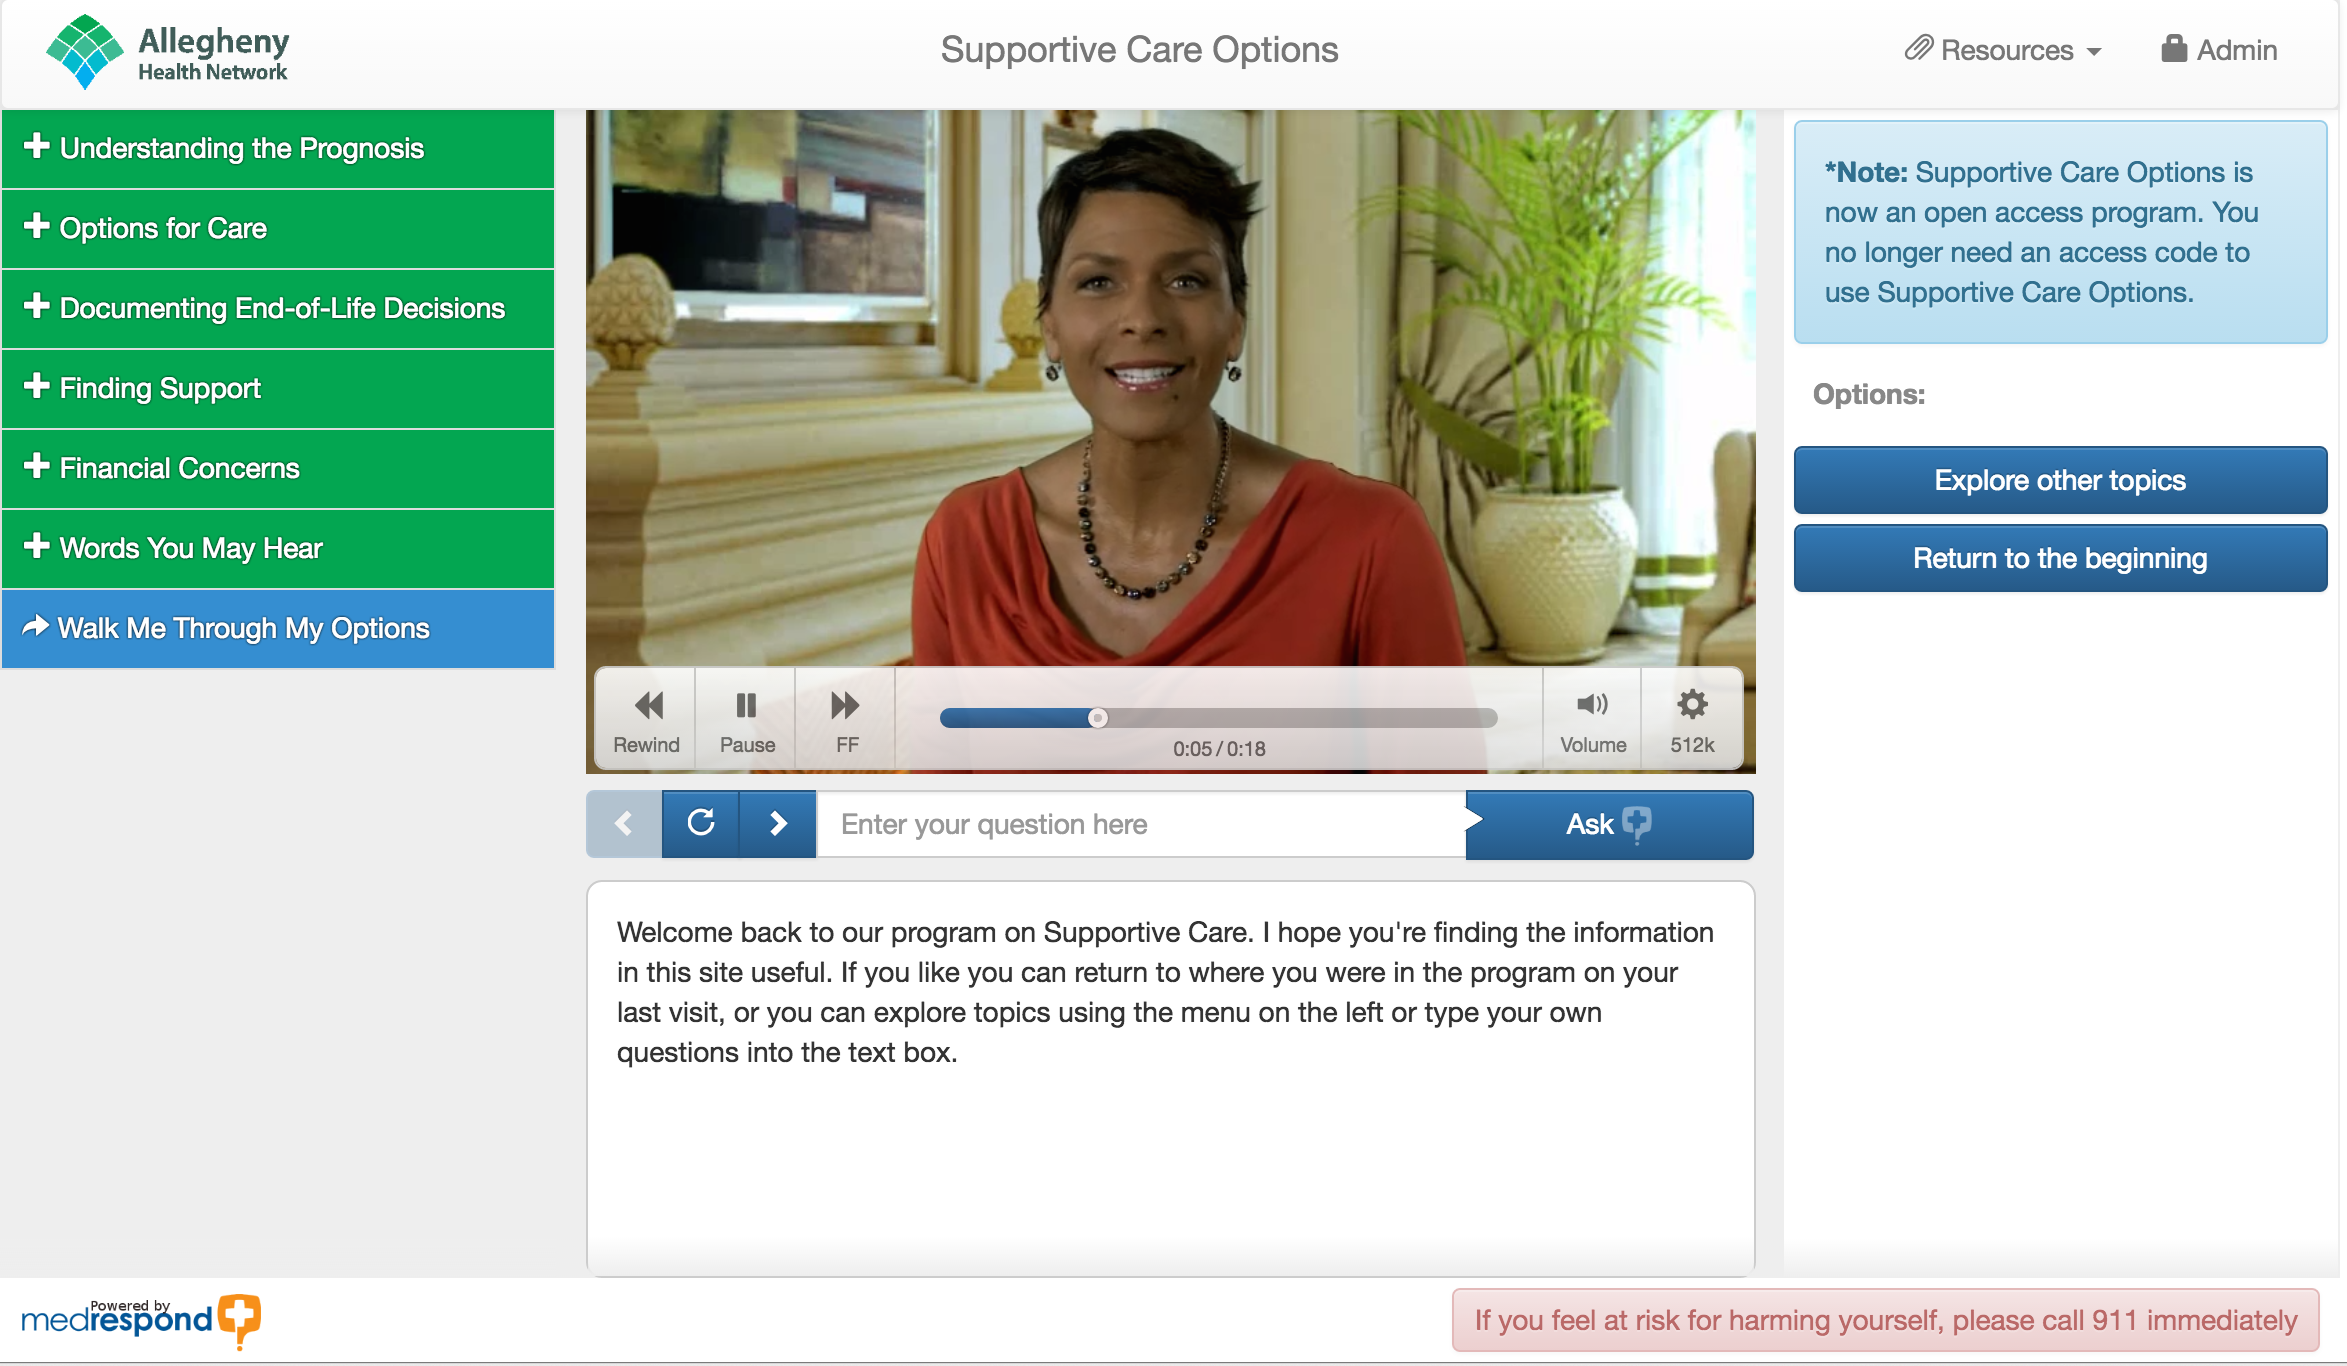 Allegheny
Health Network
Supportive Care Options
Resources
Admin
Understanding the Prognosis
Options for Care
Documenting End-of-Life Decisions
Finding Support
Financial Concerns
Words You May Hear
Walk Me Through My Options
Rewind
Pause
FF
0:05 / 0:18
Volume
512k
Enter your question here
Ask
Welcome back to our program on Supportive Care. I hope you're finding the information
in this site useful. If you like you can return to where you were in the program on your
last visit, or you can explore topics using the menu on the left or type your own
questions into the text box.
*Note: Supportive Care Options is
now an open access program. You
no longer need an access code to
use Supportive Care Options.
Options:
Explore other topics
Return to the beginning
Powered by
medrespond
If you feel at risk for harming yourself, please call 911 immediately